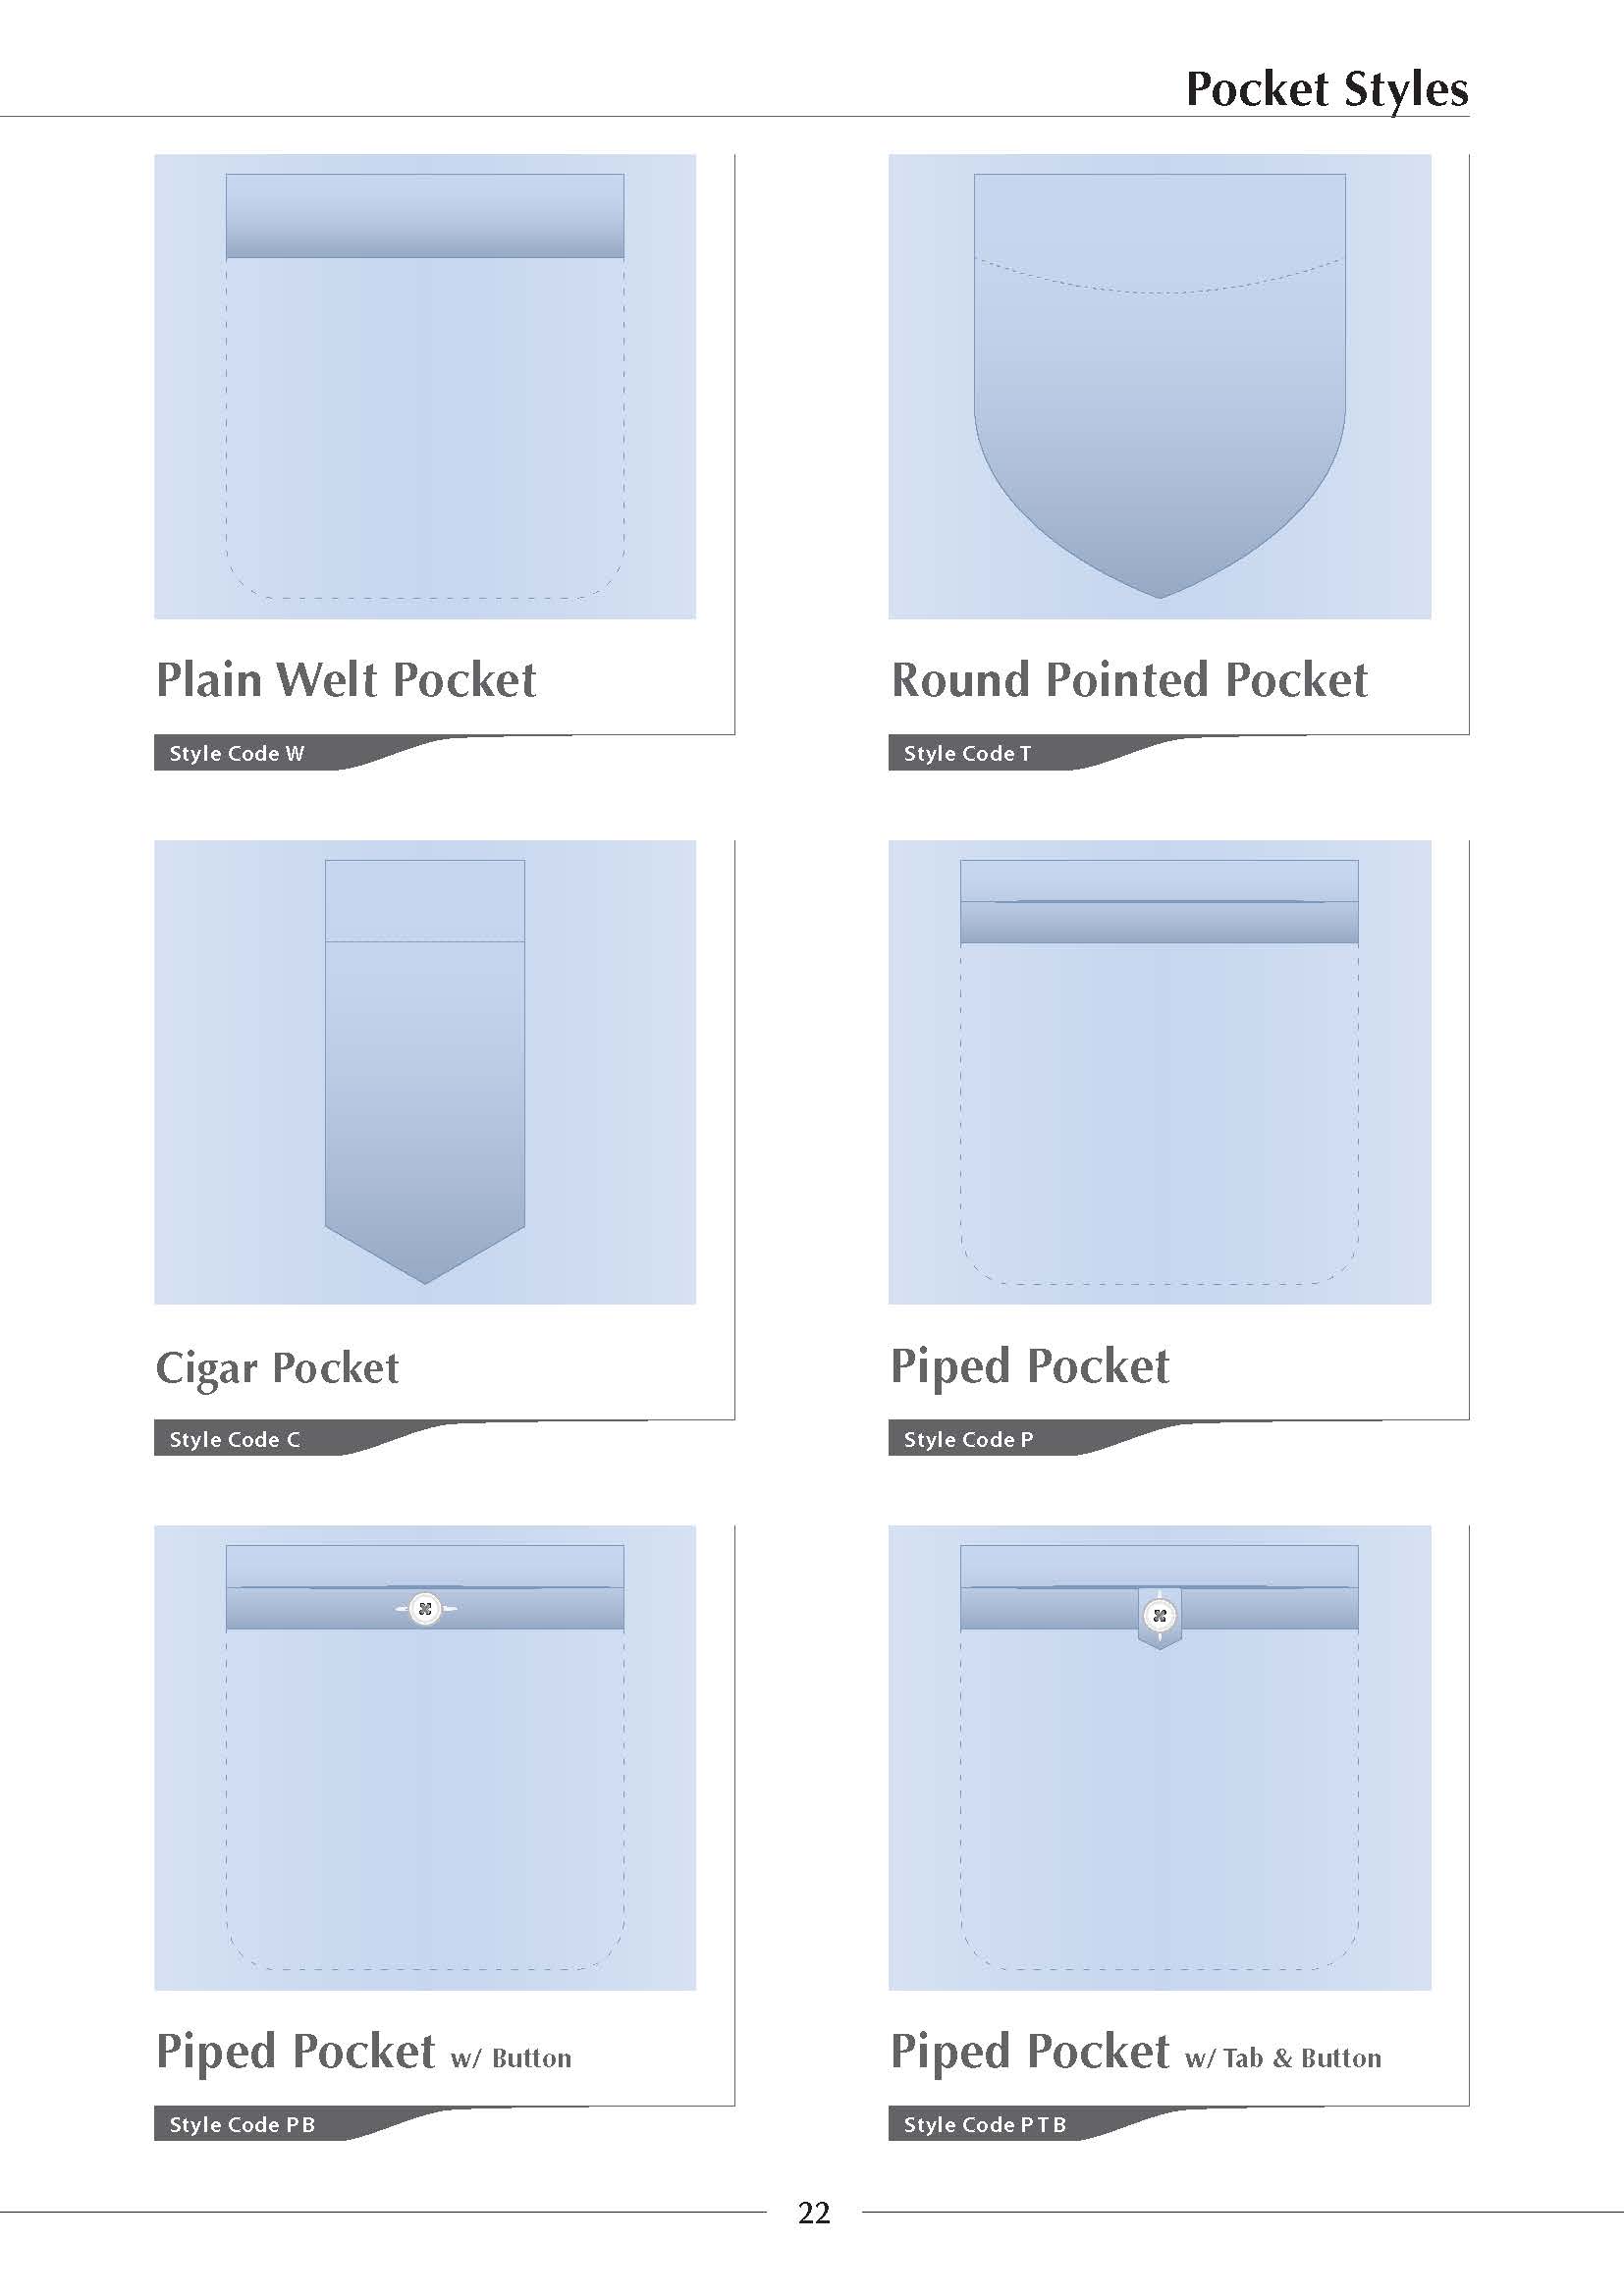 Pocket Styles
Plain Welt Pocket
Style Code W
Round Pointed Pocket
Style Code T
Cigar Pocket
Style Code C
Piped Pocket
Style Code P
Piped Pocket w/ Button
Style Code PB
Piped Pocket w/ Tab & Button
Style Code PTB
22